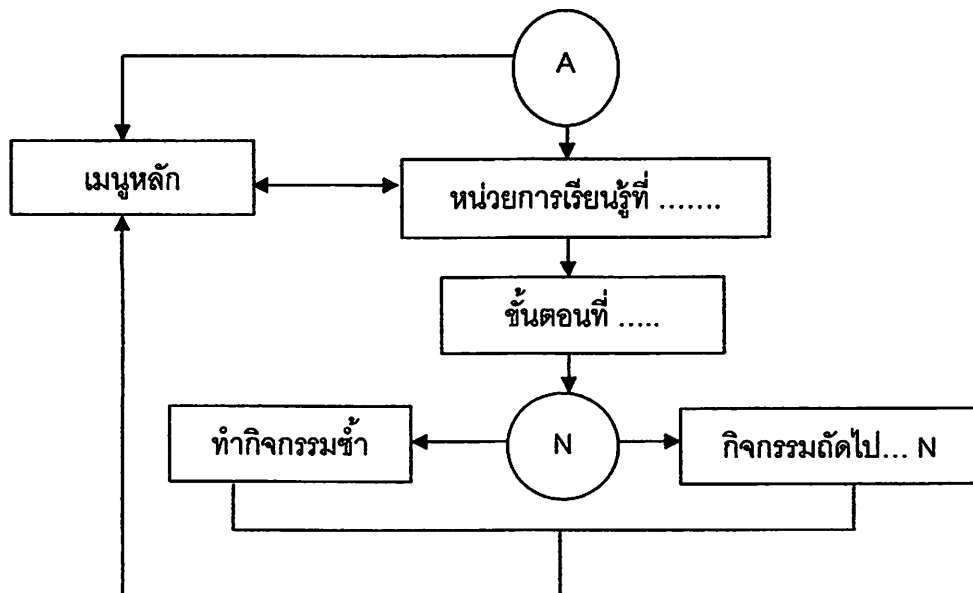 A
เมนูหลัก
หน่วยการเรียนรู้ที่ .......
ขั้นตอนที่ .....
ทำกิจกรรมซ้ำ
N
กิจกรรมถัดไป... N